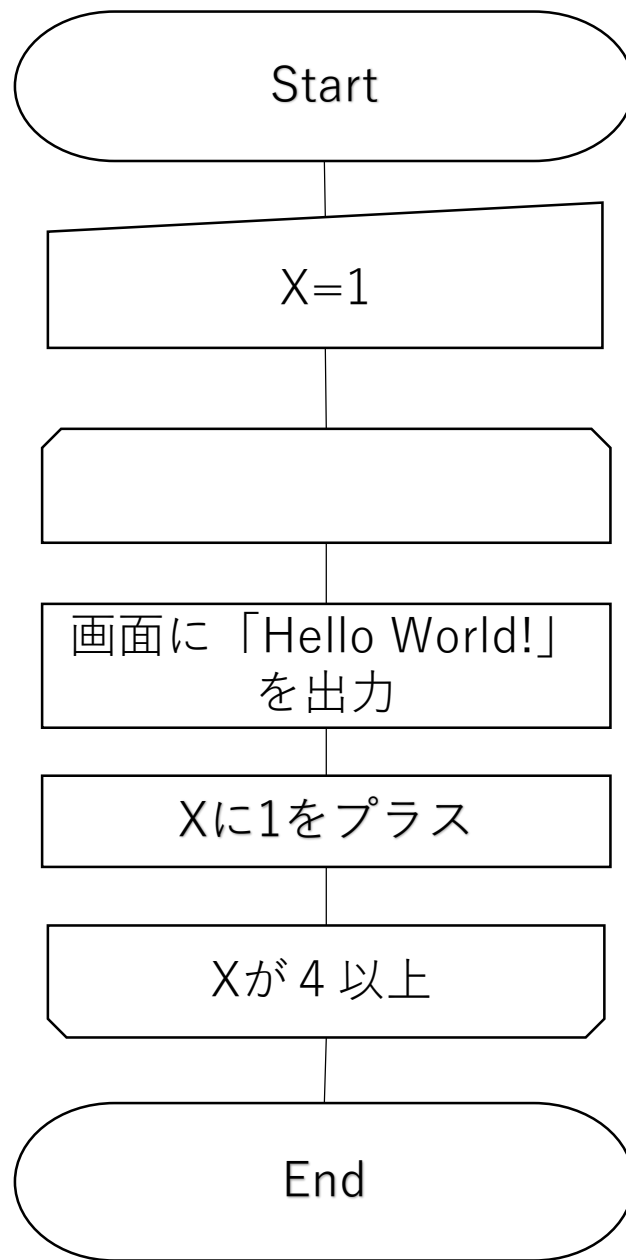 Start
X=1
画面に「Hello World!」
を出力
Xに1をプラス
Xが４以上
End